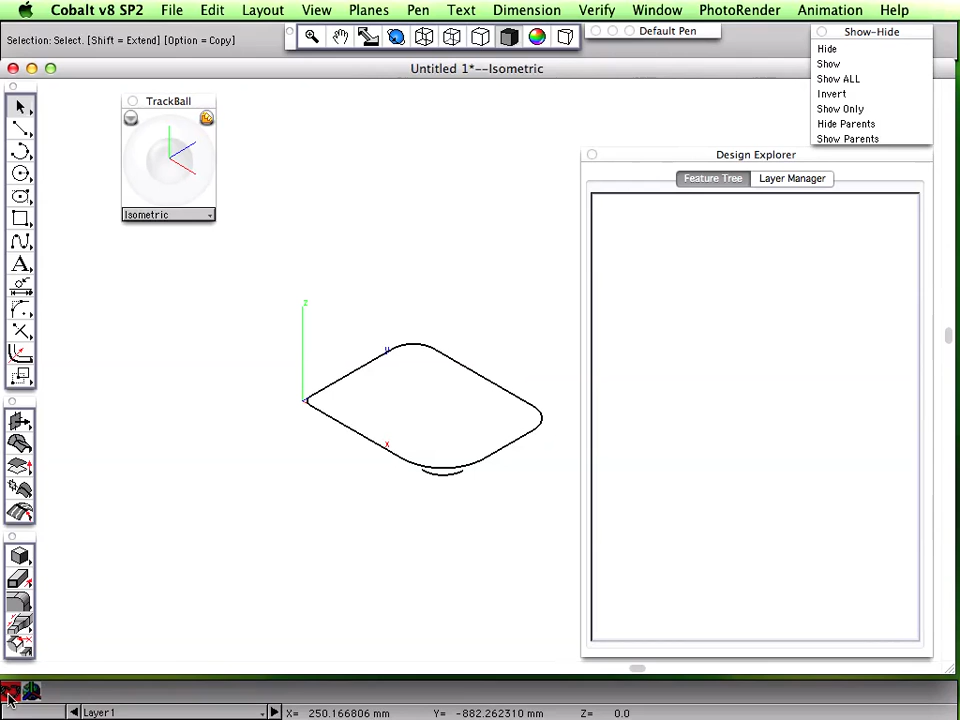 Cobalt v8 SP2 File Edit Layout View Planes Pen Text Dimension Verify Window PhotoRender Animation Help
Selection: Select. [Shift = Extend] [Option = Copy]
Default Pen
Show-Hide
Hide
Show
Show ALL
Invert
Show Only
Hide Parents
Show Parents
Untitled 1*--Isometric
TrackBall
Isometric
Design Explorer
Feature Tree Layer Manager
z
y
x
A
Layer1 X= 250.166806 mm Y= -882.262310 mm Z= 0.0